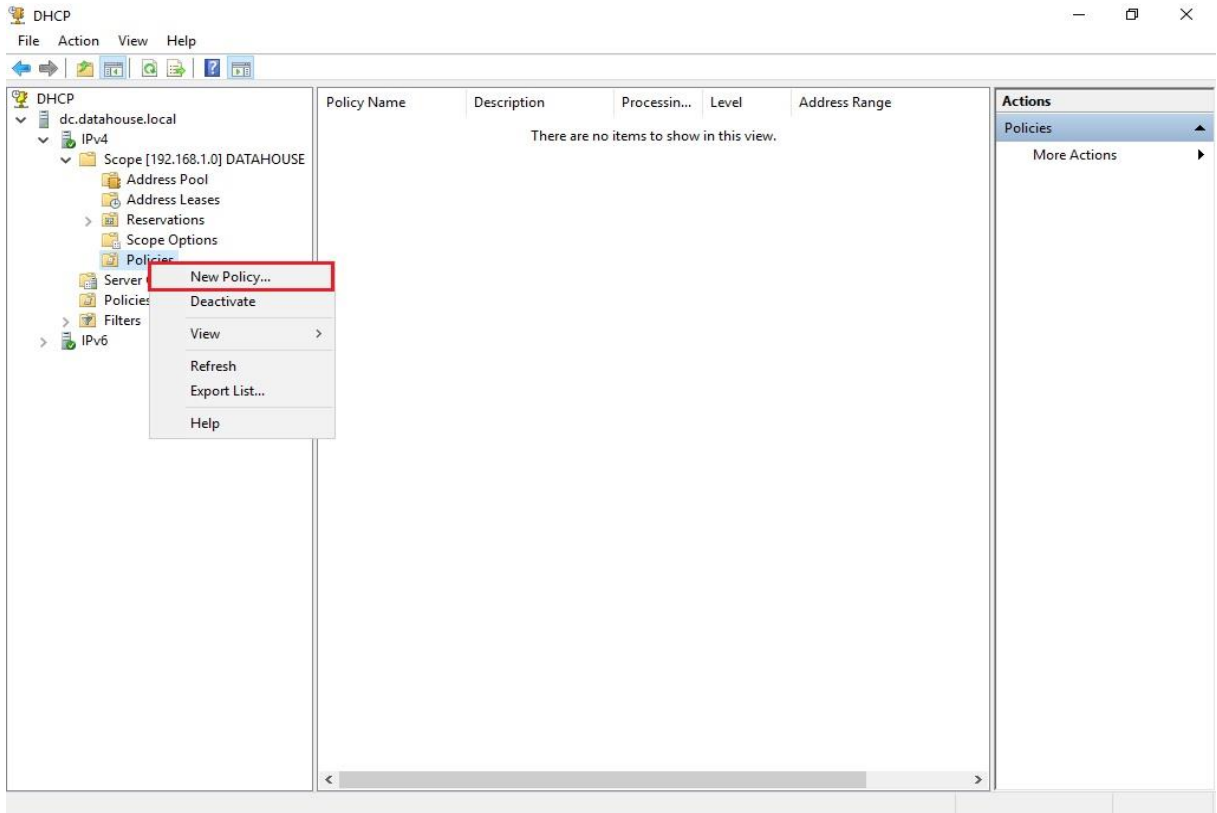 DHCP
File Action View Help
DHCP
dc.datahouse.local
IPv4
Scope [192.168.1.0] DATAHOUSE
Address Pool
Address Leases
Reservations
Scope Options
Policies
Server
Policies
Filters
IPv6
New Policy...
Deactivate
View
Refresh
Export List...
Help
Policy Name Description Processin... Level Address Range
There are no items to show in this view.
Actions
Policies
More Actions